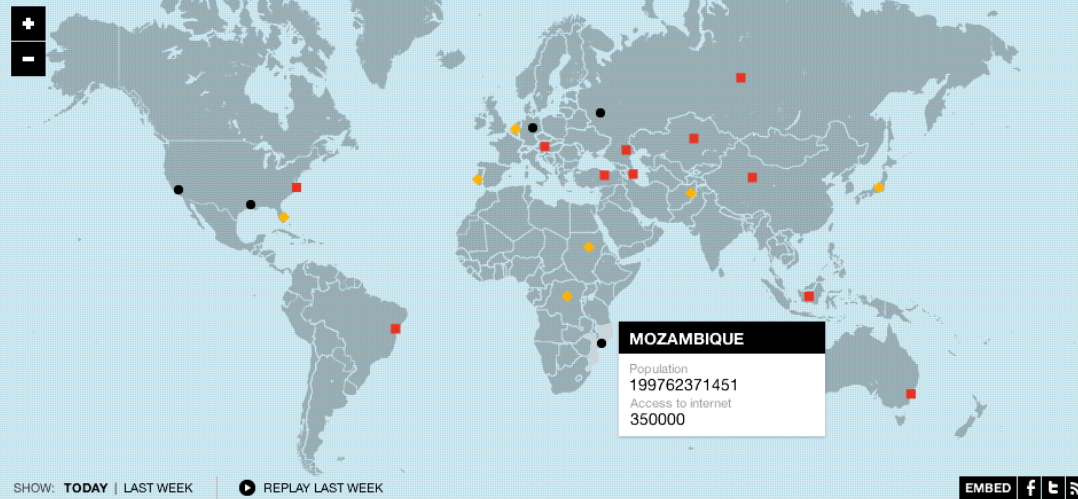 +
−
MOZAMBIQUE
Population
199762371451
Access to internet
350000
SHOW: TODAY | LAST WEEK REPLAY LAST WEEK EMBED